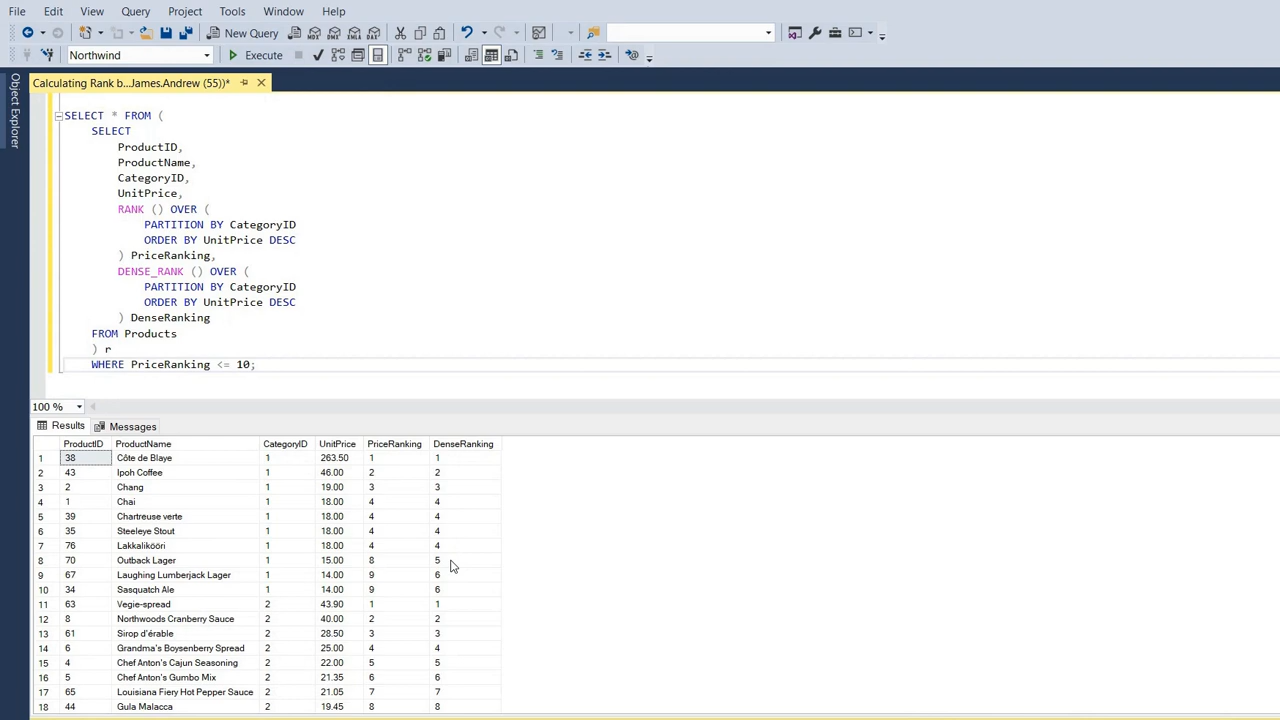 File Edit View Query Project Tools Window Help
New Query MDX DMX XMLA DAX
Northwind Execute
Object Explorer
Calculating Rank b...James.Andrew (55))*
SELECT * FROM (
SELECT
ProductID,
ProductName,
CategoryID,
UnitPrice,
RANK () OVER (
PARTITION BY CategoryID
ORDER BY UnitPrice DESC
) PriceRanking,
DENSE_RANK () OVER (
PARTITION BY CategoryID
ORDER BY UnitPrice DESC
) DenseRanking
FROM Products
) r
WHERE PriceRanking <= 10;
100 %
Results Messages
ProductID ProductName CategoryID UnitPrice PriceRanking DenseRanking
1 38 Côte de Blaye 1 263.50 1 1
2 43 Ipoh Coffee 1 46.00 2 2
3 2 Chang 1 19.00 3 3
4 1 Chai 1 18.00 4 4
5 39 Chartreuse verte 1 18.00 4 4
6 35 Steeleye Stout 1 18.00 4 4
7 76 Lakkalikööri 1 18.00 4 4
8 70 Outback Lager 1 15.00 8 5
9 67 Laughing Lumberjack Lager 1 14.00 9 6
10 34 Sasquatch Ale 1 14.00 9 6
11 63 Vegie-spread 2 43.90 1 1
12 8 Northwoods Cranberry Sauce 2 40.00 2 2
13 61 Sirop d'érable 2 28.50 3 3
14 6 Grandma's Boysenberry Spread 2 25.00 4 4
15 4 Chef Anton's Cajun Seasoning 2 22.00 5 5
16 5 Chef Anton's Gumbo Mix 2 21.35 6 6
17 65 Louisiana Fiery Hot Pepper Sauce 2 21.05 7 7
18 44 Gula Malacca 2 19.45 8 8